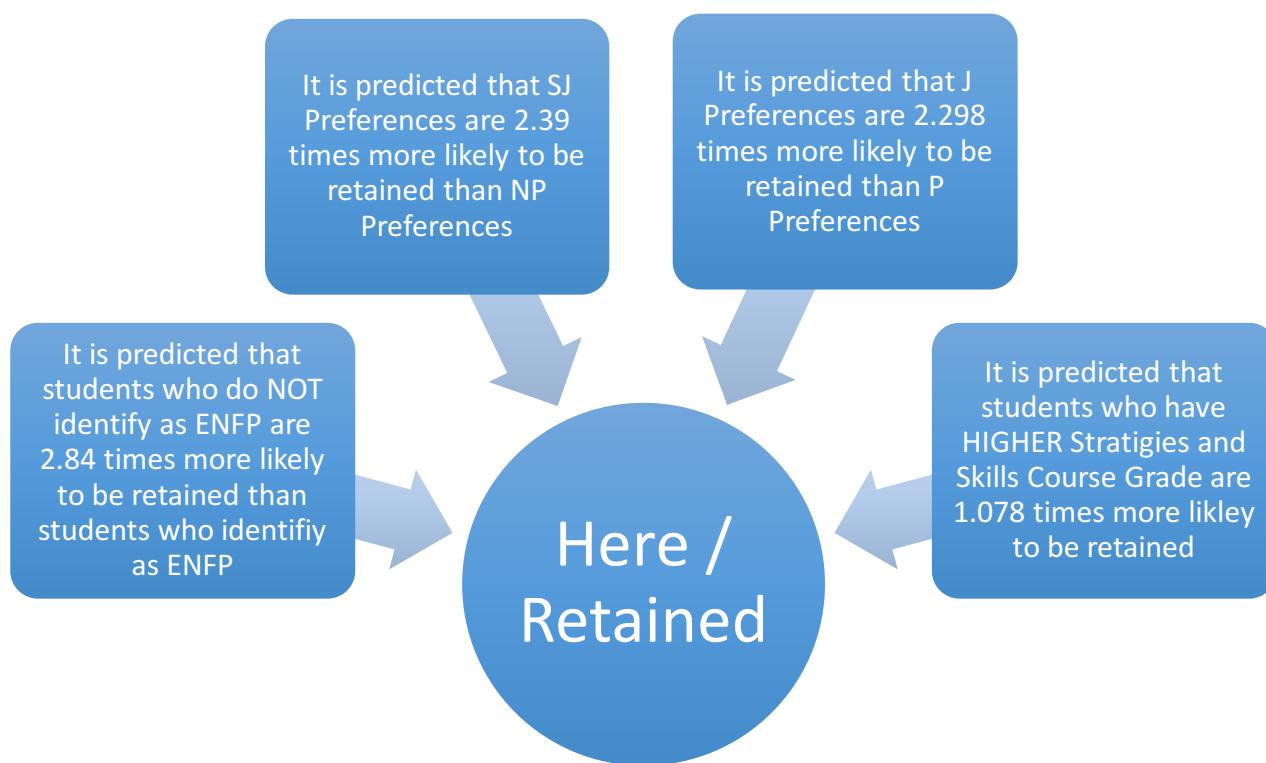 It is predicted that SJ
Preferences are 2.39
times more likely to be
retained than NP
Preferences
It is predicted that J
Preferences are 2.298
times more likely to be
retained than P
Preferences
It is predicted that
students who do NOT
identify as ENFP are
2.84 times more likely
to be retained than
students who identifiy
as ENFP
It is predicted that
students who have
HIGHER Stratigies and
Skills Course Grade are
1.078 times more likley
to be retained
Here /
Retained